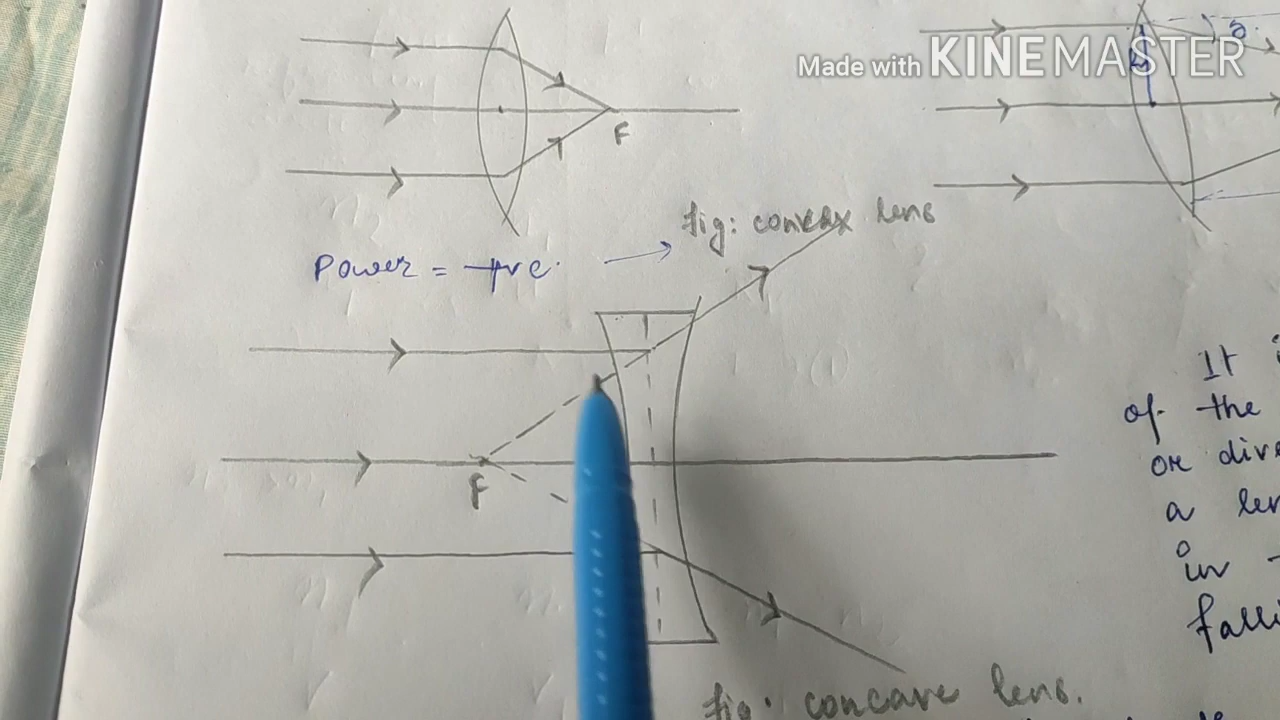 Made with KINEMASTER
F
fig: convex lens
Power = +ve
F
It
of the
or dive
a len
in
falli
fig: concave lens.